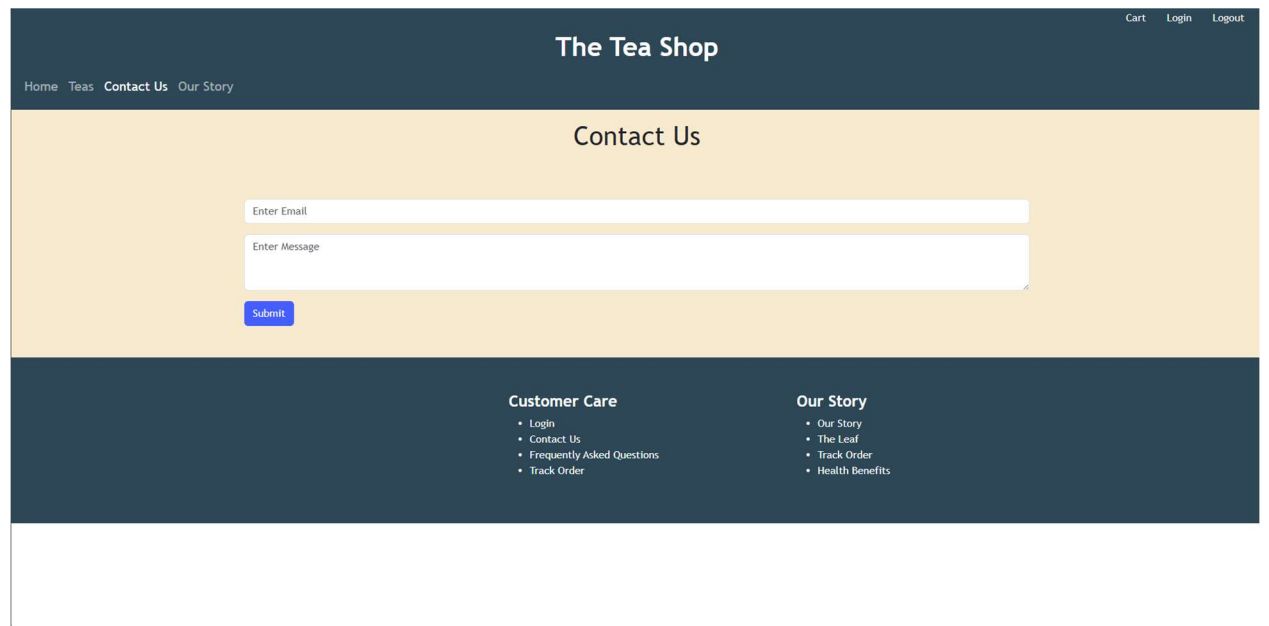 Cart Login Logout
The Tea Shop
Home Teas Contact Us Our Story
Contact Us
Enter Email
Enter Message
Submit
Customer Care
Login
Contact Us
Frequently Asked Questions
Track Order
Our Story
Our Story
The Leaf
Track Order
Health Benefits